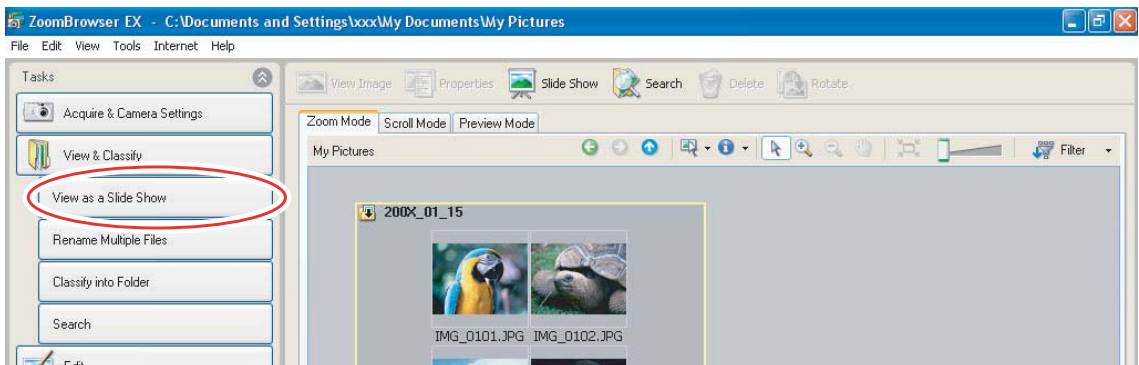 ZoomBrowser EX - C:\Documents and Settings\xxx\My Documents\My Pictures
File Edit View Tools Internet Help
Tasks
Acquire & Camera Settings
View & Classify
View as a Slide Show
Rename Multiple Files
Classify into Folder
Search
Edit
View Image Properties Slide Show Search Delete Rotate
Zoom Mode Scroll Mode Preview Mode
My Pictures Filter
200X_01_15
IMG_0101.JPG IMG_0102.JPG